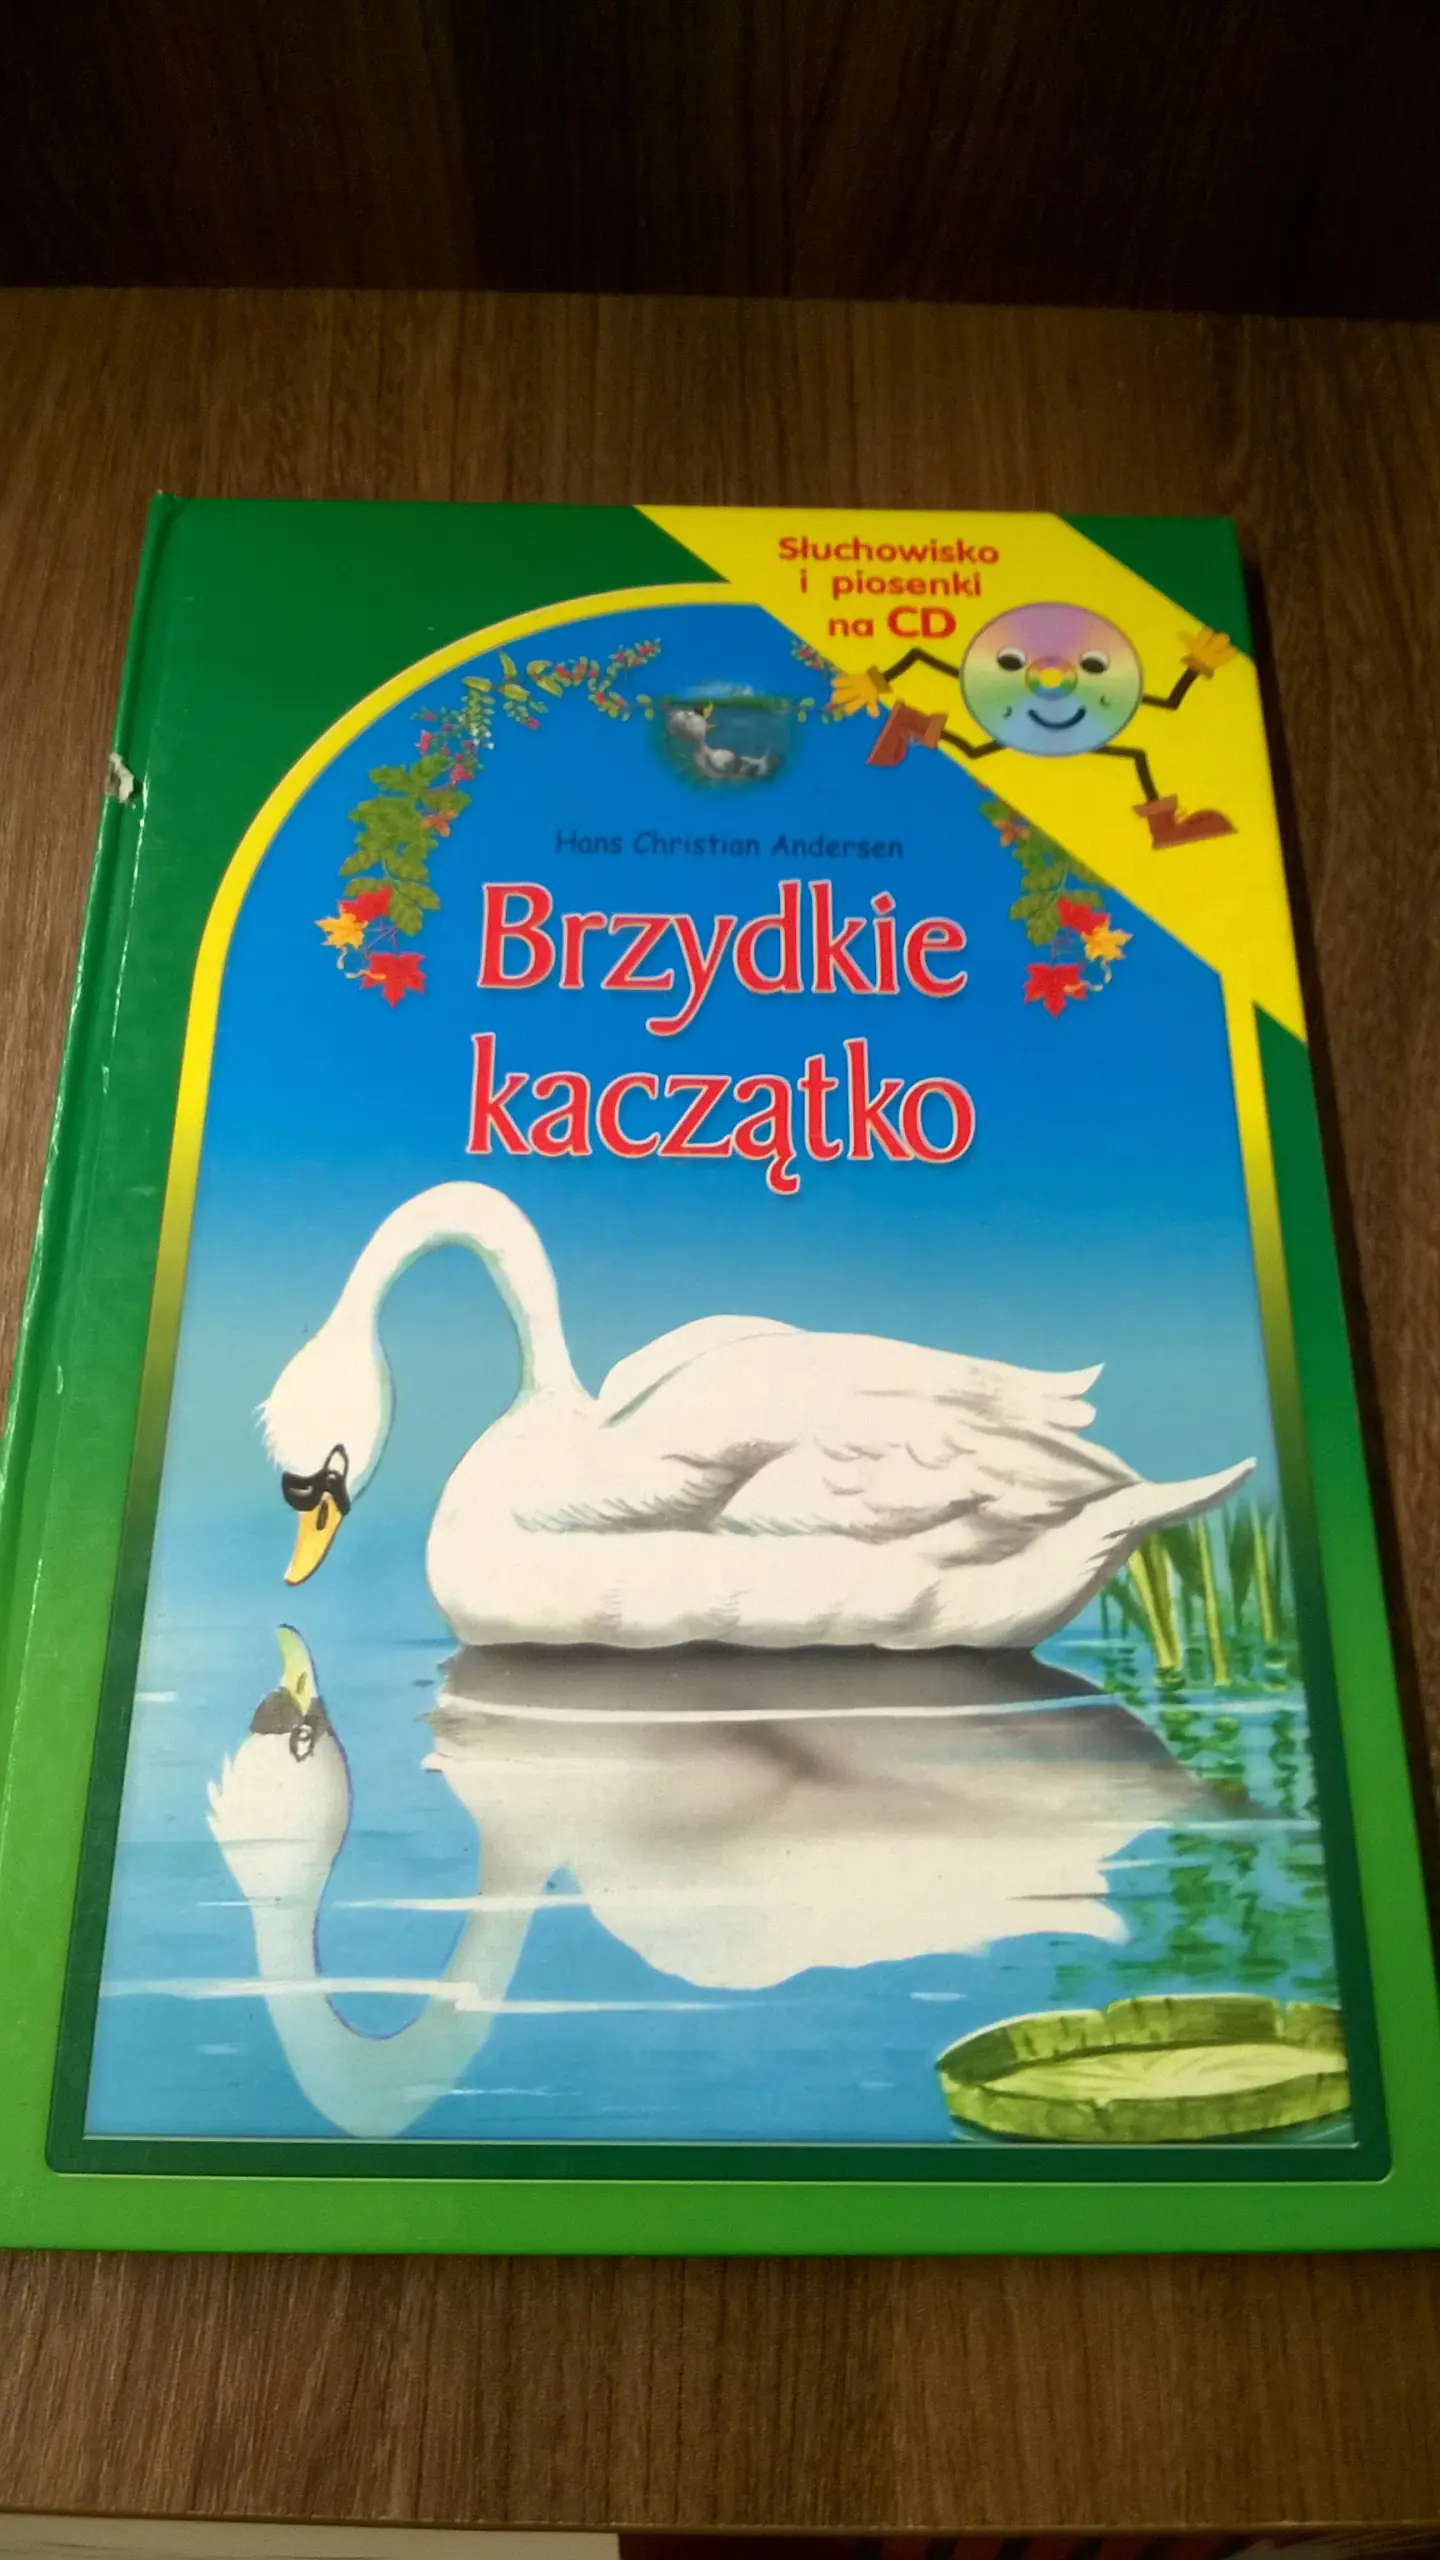 Słuchowisko
i piosenki
na CD
Hans Christian Andersen
Brzydkie
kaczątko